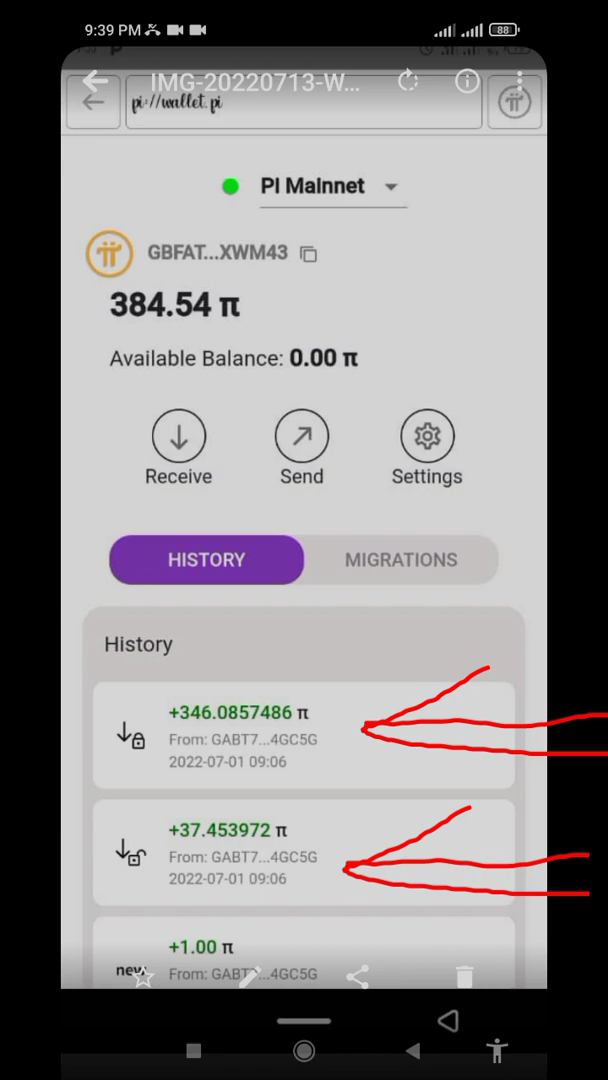 9:39 PM
88
IMG-20220713-W...
pi://wallet.pi
PI MaInnet
GBFAT...XWM43
384.54 π
Available Balance: 0.00 π
Receive
Send
Settings
HISTORY
MIGRATIONS
History
+346.0857486 π
From: GABT7...4GC5G
2022-07-01 09:06
+37.453972 π
From: GABT7...4GC5G
2022-07-01 09:06
+1.00 π
new
From: GABT7...4GC5G